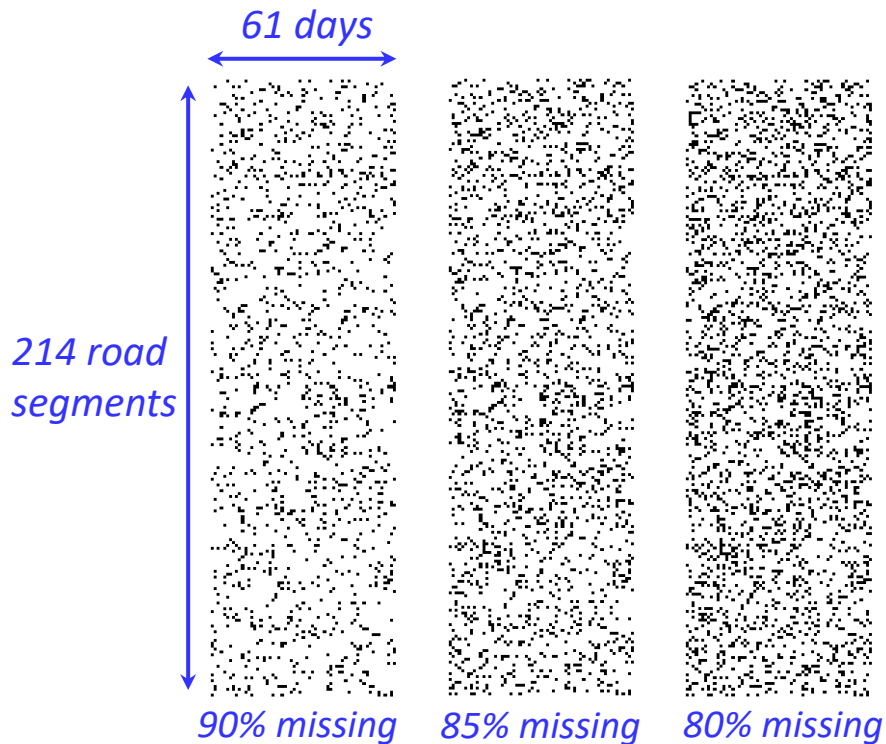 61 days
214 road
segments
90% missing
85% missing
80% missing